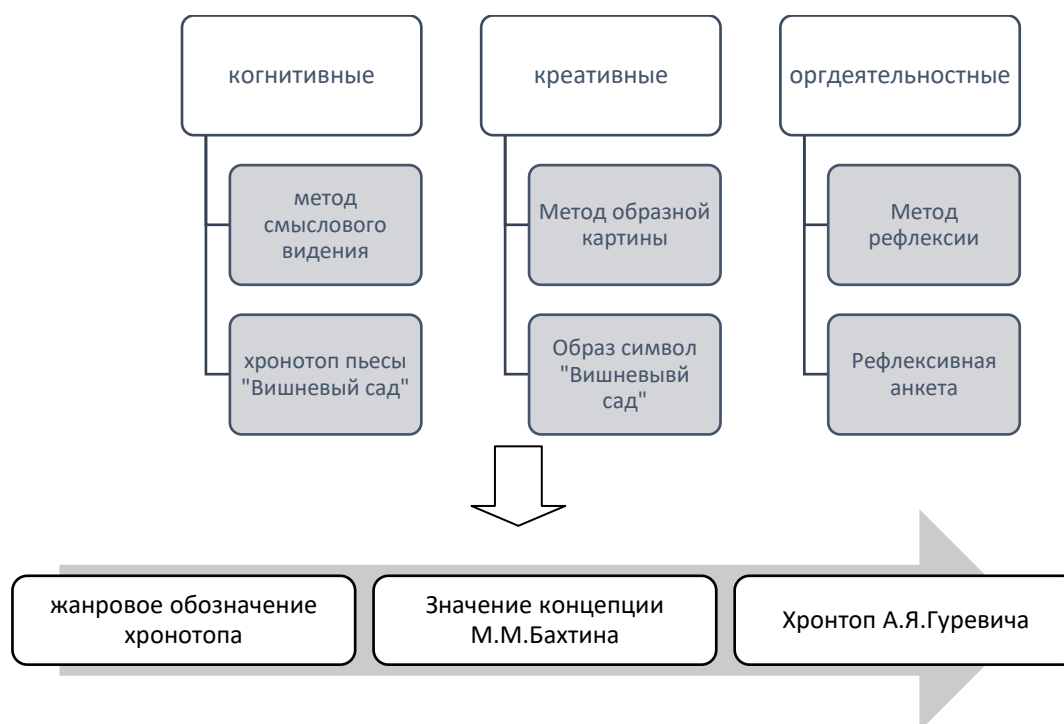 когнитивные
креативные
оргдеятельностные
метод
смыслового
видения
Метод образной
картины
Метод
рефлексии
хронотоп пьесы
"Вишневый сад"
Образ символ
"Вишневывй
сад"
Рефлексивная
анкета
жанровое обозначение
хронотопа
Значение концепции
М.М.Бахтина
Хронтоп А.Я.Гуревича